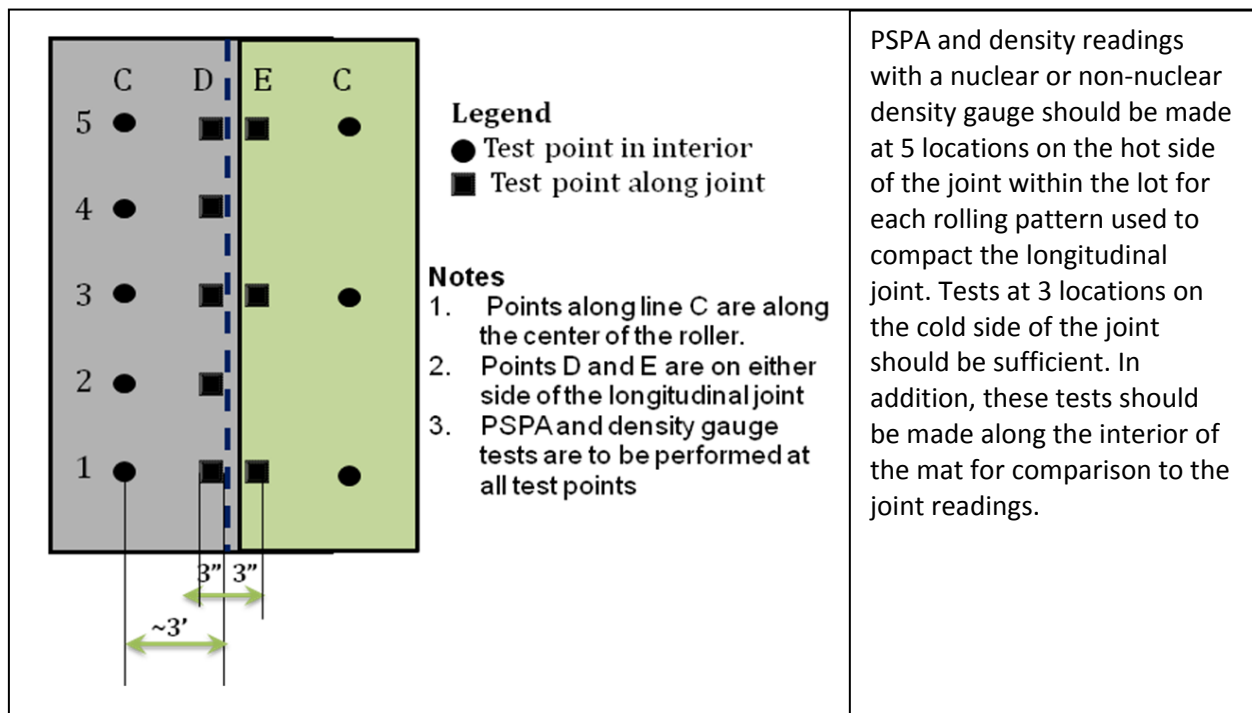 C D E C
5
4
3
2
1
3” 3”
~3’
Legend
Test point in interior
Test point along joint
Notes
1. Points along line C are along
the center of the roller.
2. Points D and E are on either
side of the longitudinal joint
3. PSPA and density gauge
tests are to be performed at
all test points
PSPA and density readings
with a nuclear or non-nuclear
density gauge should be made
at 5 locations on the hot side
of the joint within the lot for
each rolling pattern used to
compact the longitudinal
joint. Tests at 3 locations on
the cold side of the joint
should be sufficient. In
addition, these tests should
be made along the interior of
the mat for comparison to the
joint readings.